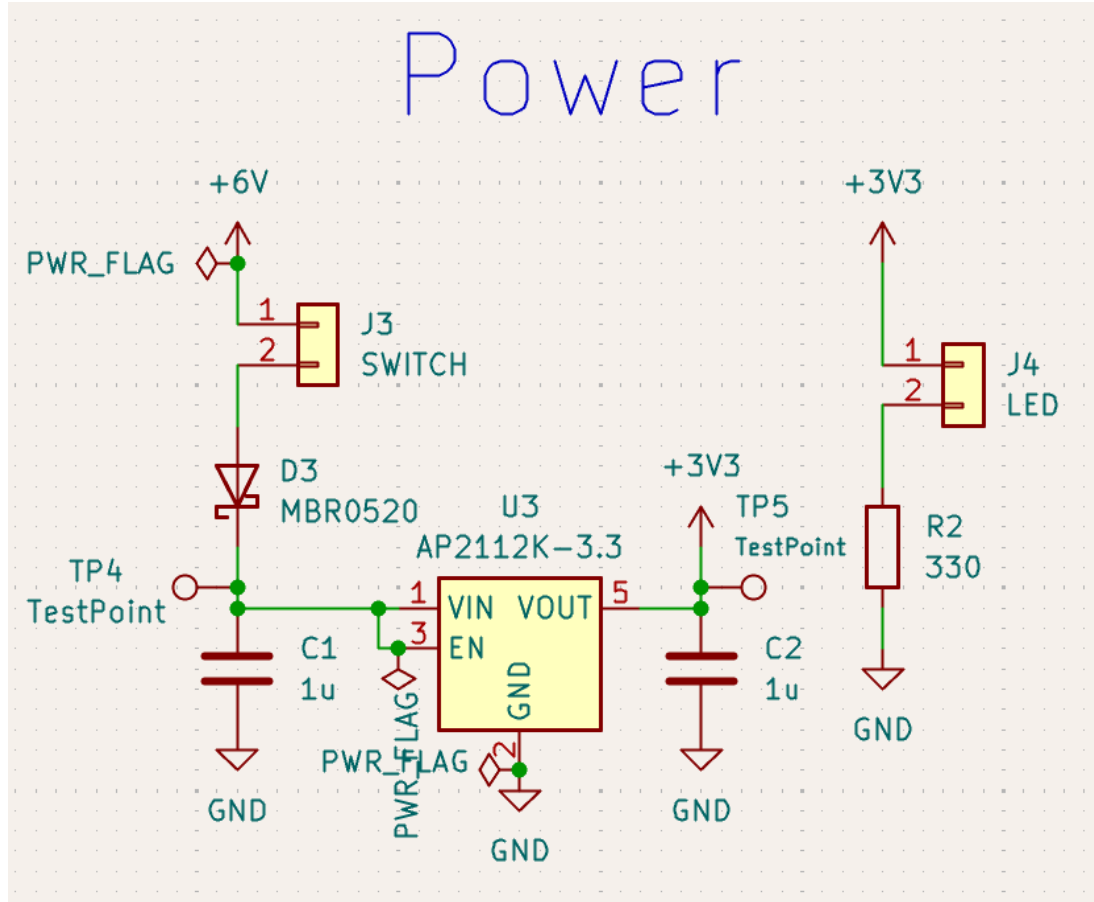 Power
+6V
+3V3
PWR_FLAG
1
J3
2
SWITCH
1
J4
2
LED
D3
MBR0520
+3V3
TP5
TestPoint
U3
AP2112K-3.3
R2
330
TP4
TestPoint
1
VIN
VOUT
5
3
EN
GND
2
C1
1u
C2
1u
PWR_FLAG
PWR_FLAG
GND
GND
GND
GND